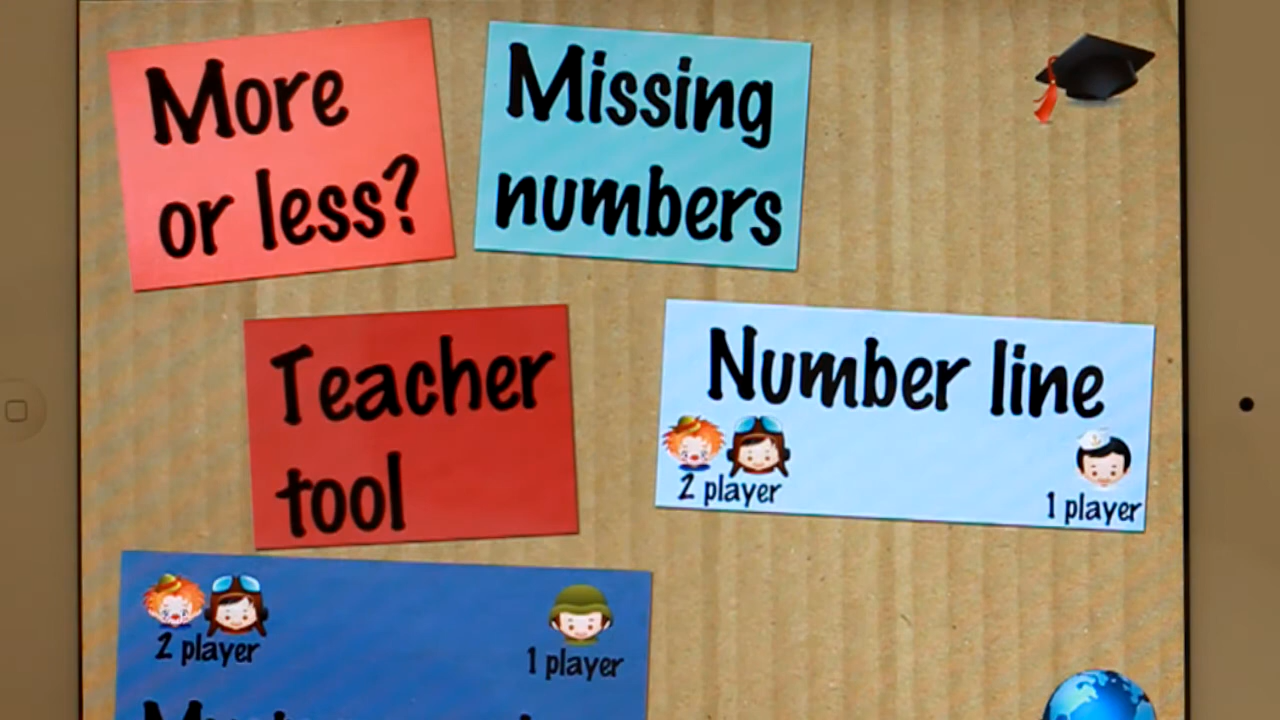 More
or less?
Missing
numbers
Teacher
tool
Number line
2 player
1 player
2 player
1 player